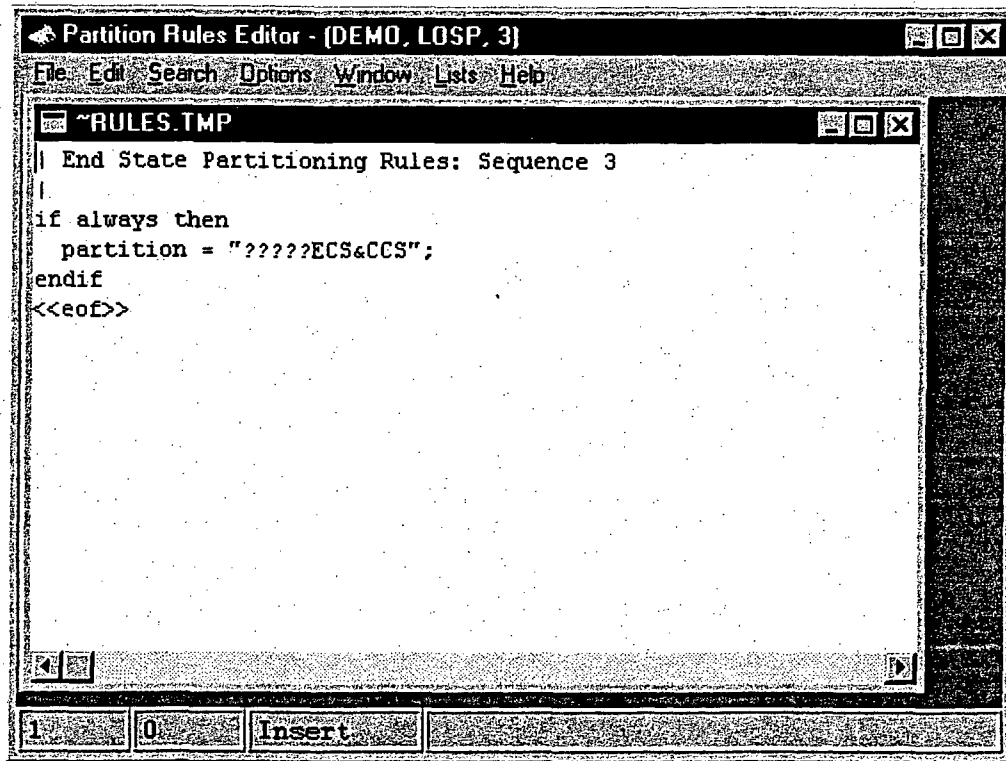 Partition Rules Editor - (DEMO, LOSP, 3)
File Edit Search Options Window Lists Help
~RULES.TMP
| End State Partitioning Rules: Sequence 3
|
if always then
partition = "?????ECS&CCS";
endif
<<eof>>
1 0 Insert